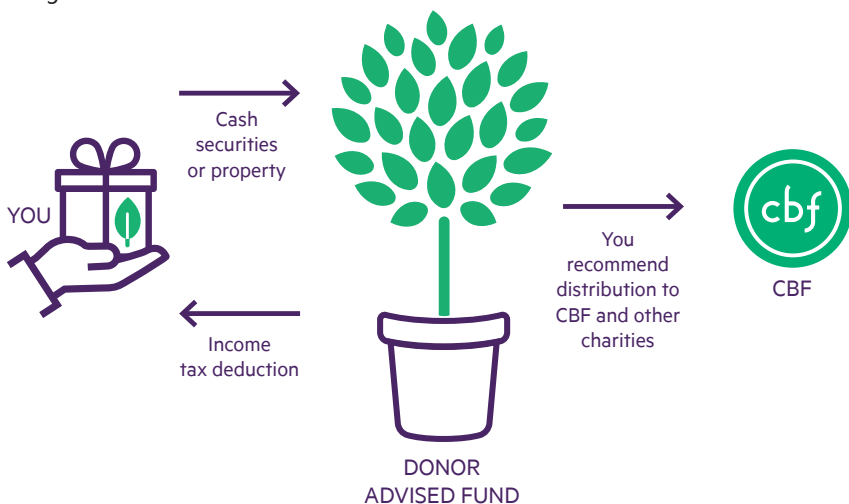 Cash
securities
or property
YOU
Income
tax deduction
DONOR
ADVISED FUND
You
recommend
distribution to
CBF and other
charities
cbf
CBF